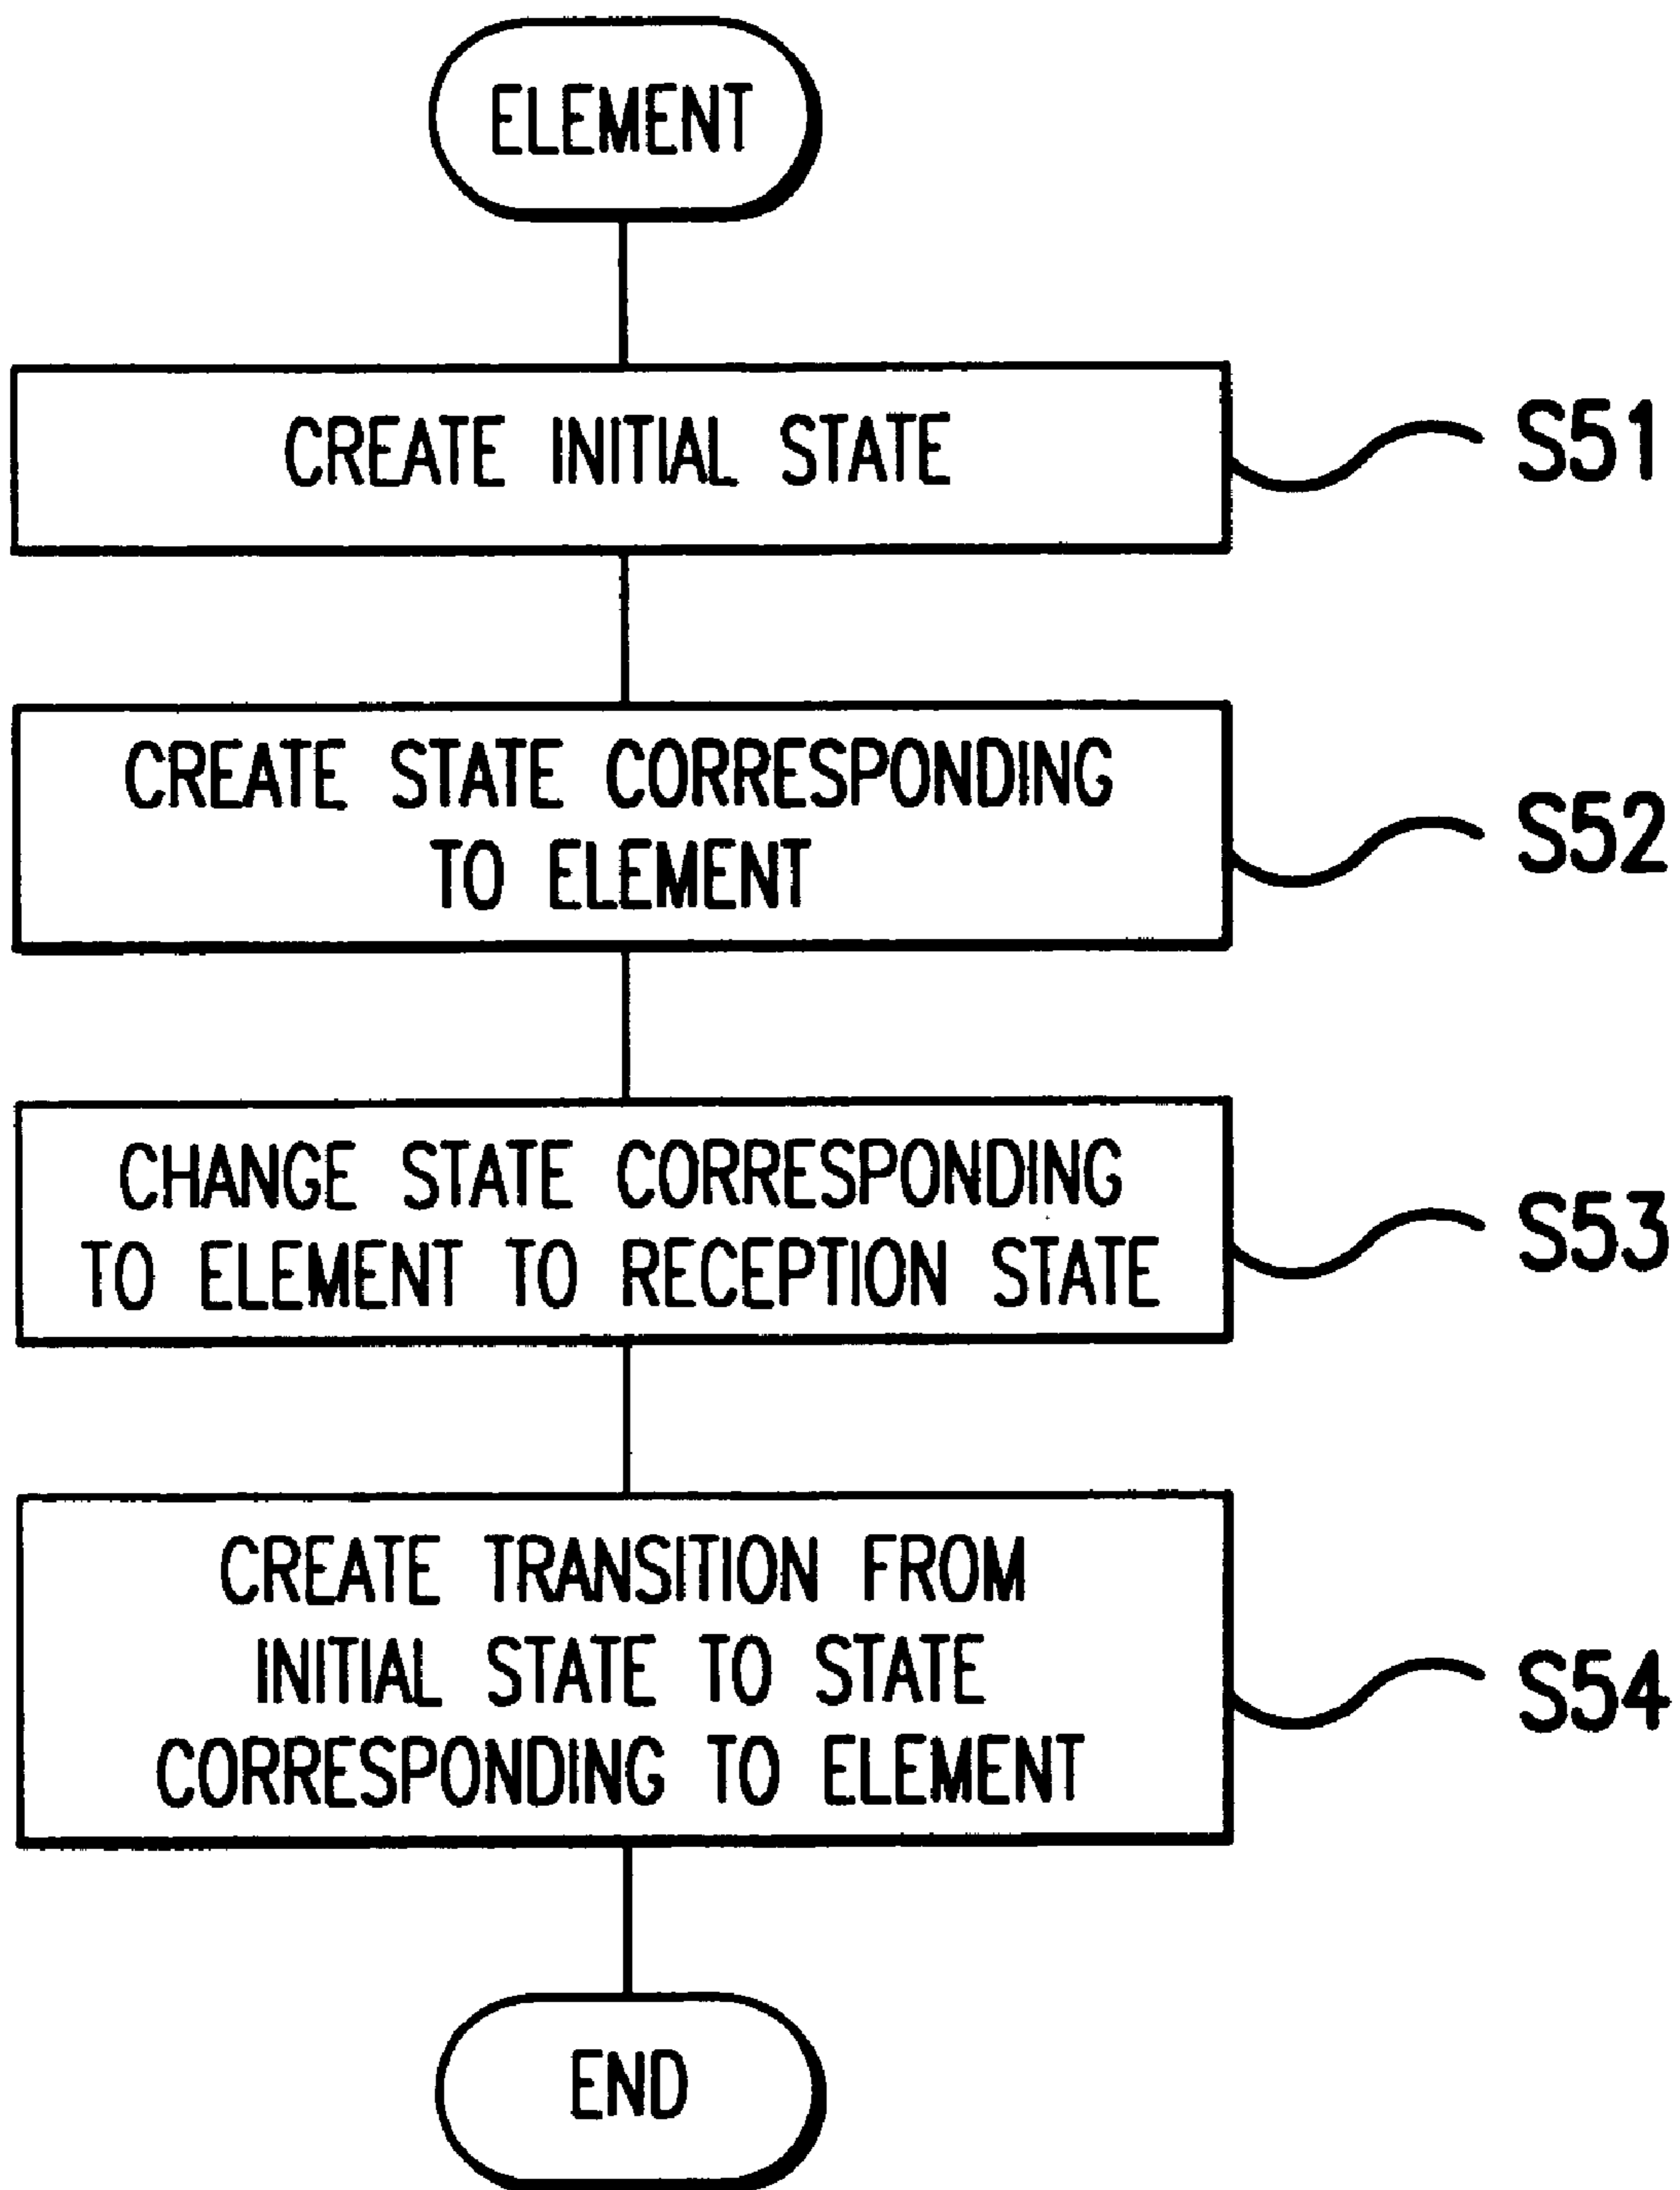 ELEMENT
CREATE INITIAL STATE
S51
CREATE STATE CORRESPONDING
TO ELEMENT
S52
CHANGE STATE CORRESPONDING
TO ELEMENT TO RECEPTION STATE
S53
CREATE TRANSITION FROM
INITIAL STATE TO STATE
CORRESPONDING TO ELEMENT
S54
END